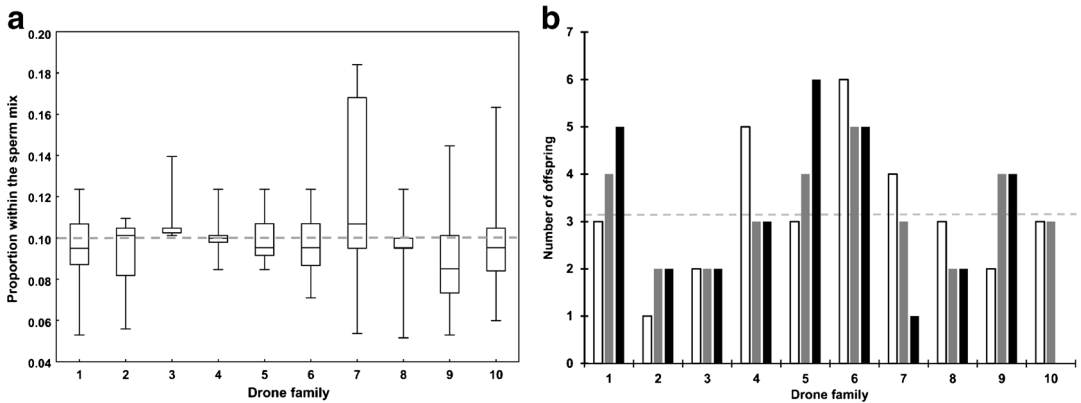 a
Proportion within the sperm mix
0.20
0.18
0.16
0.14
0.12
0.10
0.08
0.06
0.04
1 2 3 4 5 6 7 8 9 10
Drone family
b
Number of offspring
7
6
5
4
3
2
1
0
1 2 3 4 5 6 7 8 9 10
Drone family